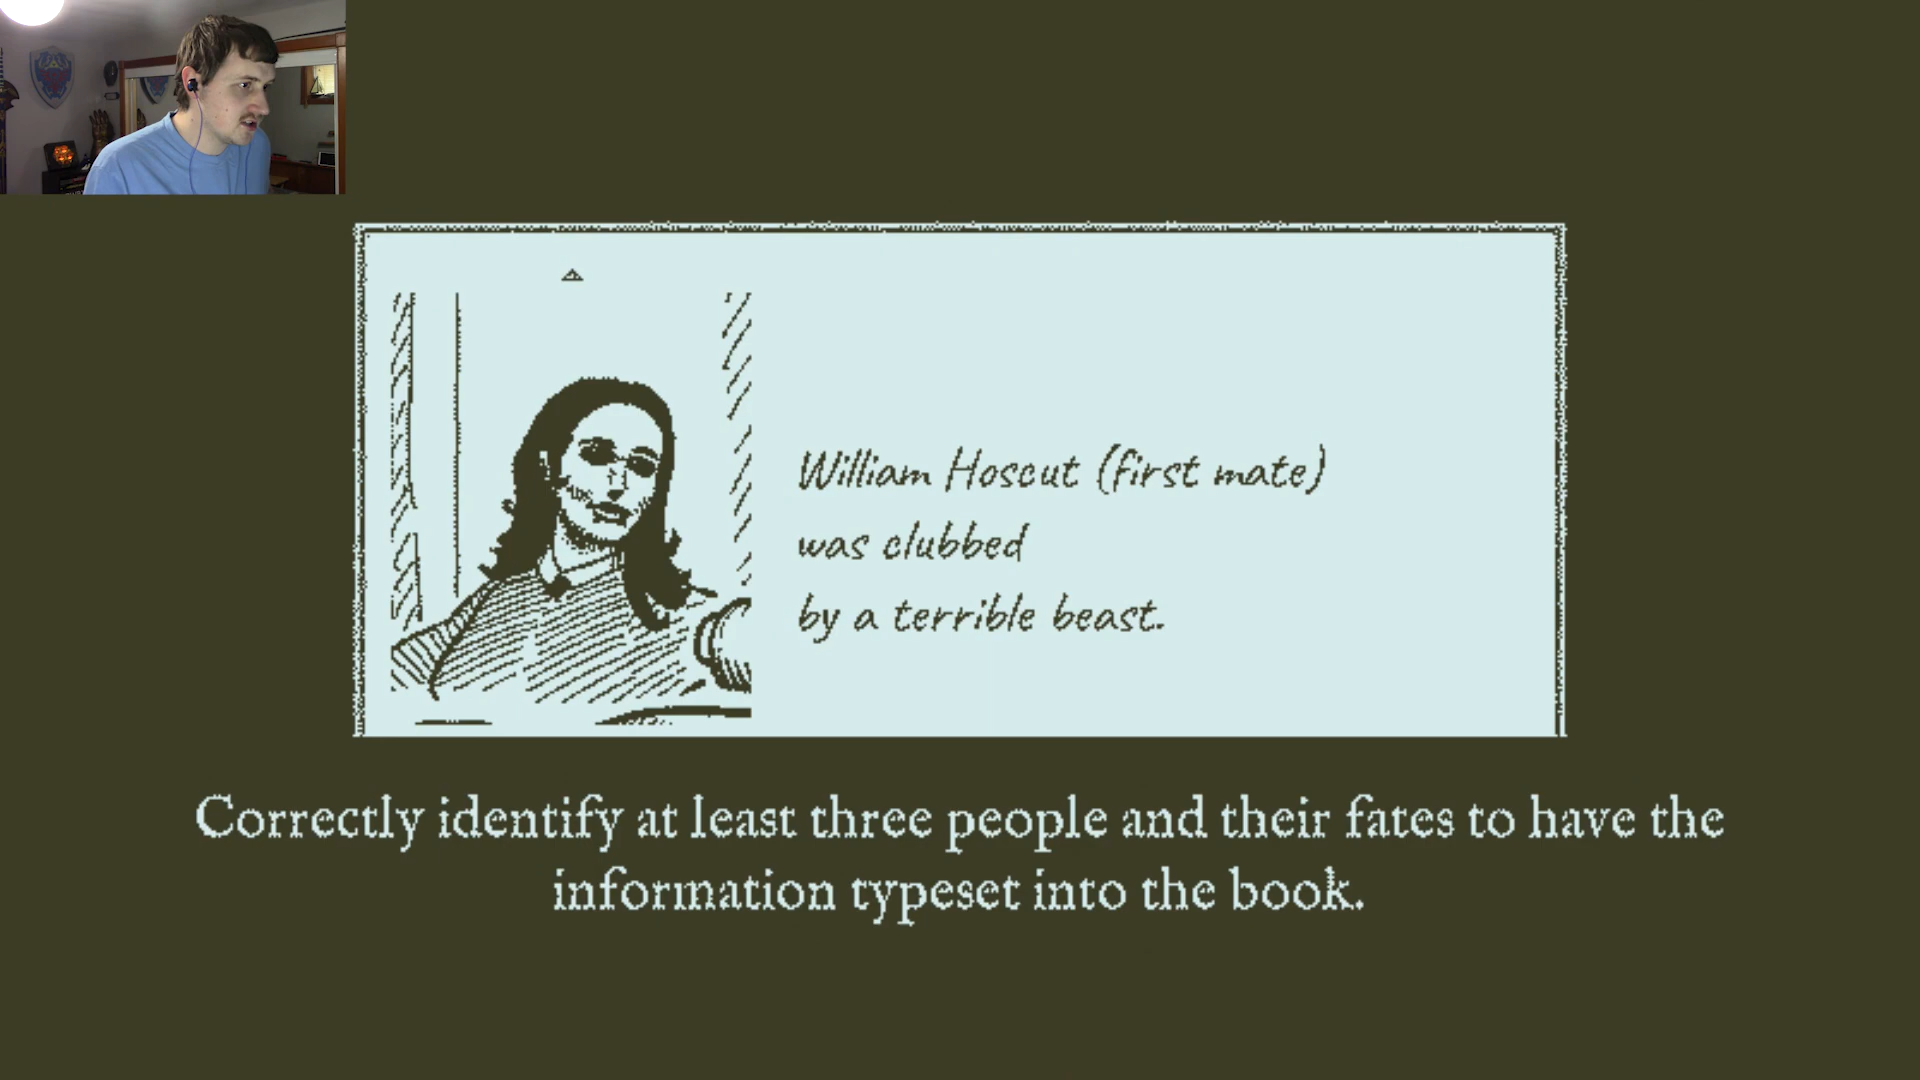 William Hoscut (first mate)
was clubbed
by a terrible beast.
Correctly identify at least three people and their fates to have the
information typeset into the book.